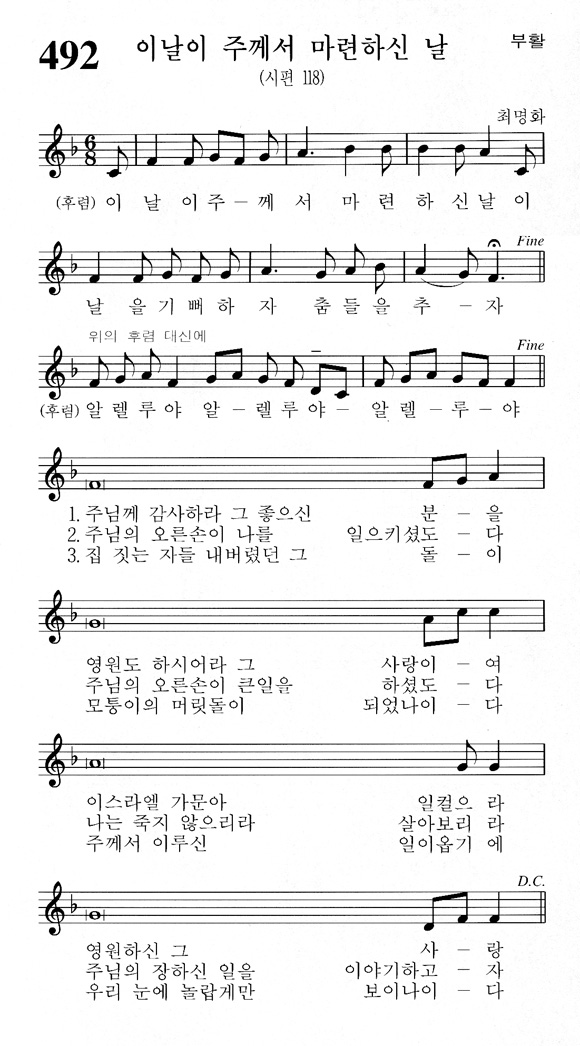 492 이날이 주께서 마련하신 날 부활
(시편 118)
최명화
(후렴) 이 날 이 주 － 께 서 마 련 하 신 날 이
Fine
날 을 기 뻐 하 자 춤 들 을 추 － 자
위의 후렴 대신에
Fine
(후렴) 알 렐 루 야 알 － 렐 루 야 － 알 렐 － 루 － 야
1. 주님께 감사하라 그 좋으신 분 － 을
2. 주님의 오른손이 나를 일으키셨도 － 다
3. 집 짓는 자들 내버렸던 그 돌 － 이
영원도 하시어라 그 사랑이 － 여
주님의 오른손이 큰일을 하셨도 － 다
모퉁이의 머릿돌이 되었나이 － 다
이스라엘 가문아 일컬으 라
나는 죽지 않으리라 살아보리 라
주께서 이루신 일이옵기 에
D.C.
영원하신 그 사 － 랑
주님의 장하신 일을 이야기하고 － 자
우리 눈에 놀랍게만 보이나이 － 다